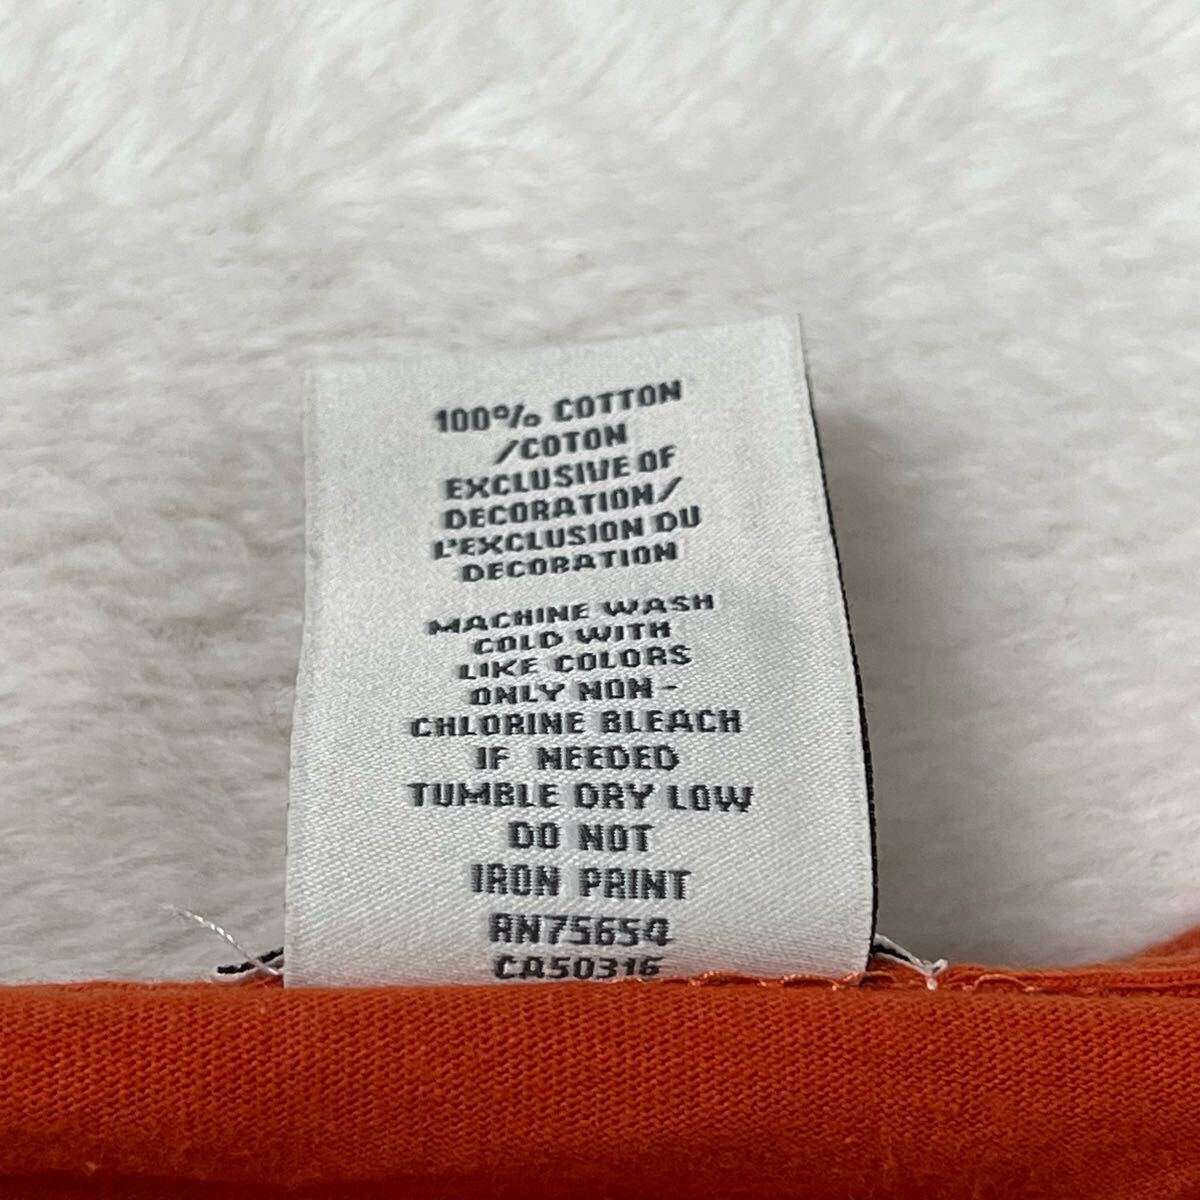 100% COTTON
/COTON
EXCLUSIVE OF
DECORATION/
L'EXCLUSION DU
DECORATION
MACHINE WASH
COLD WITH
LIKE COLORS
ONLY NON-
CHLORINE BLEACH
IF NEEDED
TUMBLE DRY LOW
DO NOT
IRON PRINT
RN75654
CA50316